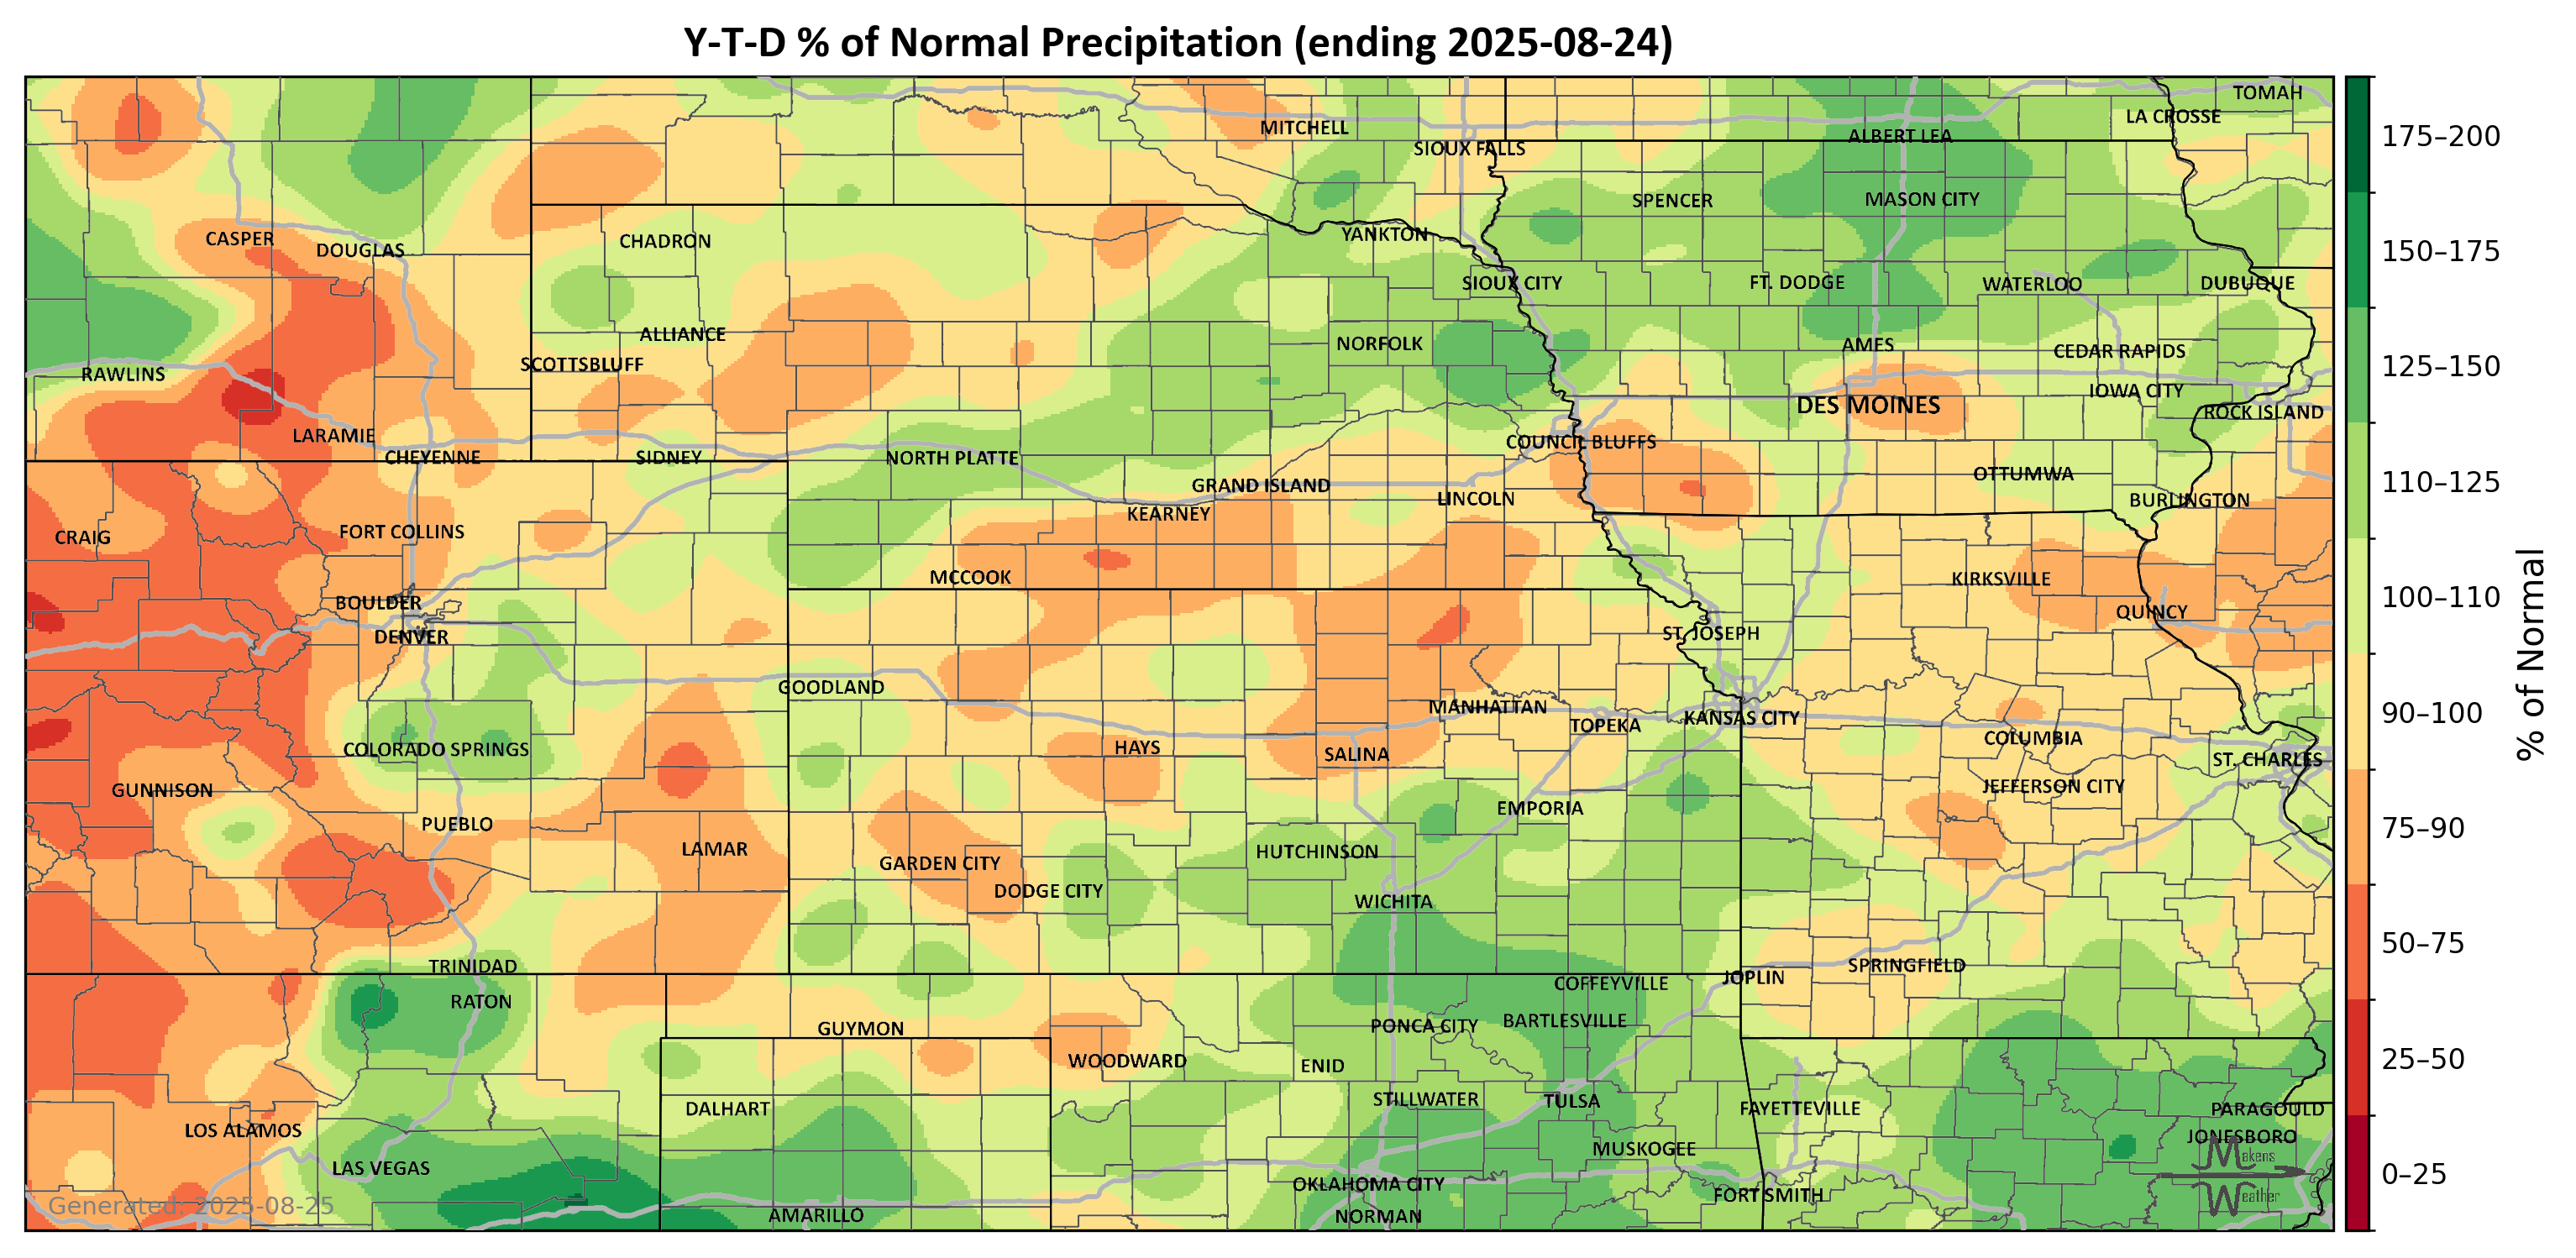 Y-T-D % of Normal Precipitation (ending 2025-08-24)
TOMAH
LA CROSSE
MITCHELL
ALBERT LEA
SIOUX FALLS
SPENCER
MASON CITY
CASPER
DOUGLAS
CHADRON
YANKTON
SIOUX CITY
FT. DODGE
WATERLOO
DUBUQUE
ALLIANCE
NORFOLK
AMES
CEDAR RAPIDS
SCOTTSBLUFF
RAWLINS
IOWA CITY
DES MOINES
ROCK ISLAND
LARAMIE
COUNCIL BLUFFS
CHEYENNE
SIDNEY
NORTH PLATTE
OTTUMWA
GRAND ISLAND
LINCOLN
BURLINGTON
KEARNEY
FORT COLLINS
CRAIG
MCCOOK
KIRKSVILLE
BOULDER
QUINCY
DENVER
ST. JOSEPH
GOODLAND
MANHATTAN
TOPEKA
KANSAS CITY
COLUMBIA
COLORADO SPRINGS
HAYS
SALINA
ST. CHARLES
GUNNISON
JEFFERSON CITY
EMPORIA
PUEBLO
LAMAR
HUTCHINSON
GARDEN CITY
DODGE CITY
WICHITA
TRINIDAD
SPRINGFIELD
JOPLIN
COFFEYVILLE
RATON
BARTLESVILLE
PONCA CITY
GUYMON
WOODWARD
ENID
STILLWATER
TULSA
DALHART
FAYETTEVILLE
PARAGOULD
LOS ALAMOS
JONESBORO
MUSKOGEE
LAS VEGAS
OKLAHOMA CITY
FORT SMITH
AMARILLO
NORMAN
Generated: 2025-08-25
Makens
Weather
175–200
150–175
125–150
110–125
100–110
90–100
75–90
50–75
25–50
0–25
% of Normal